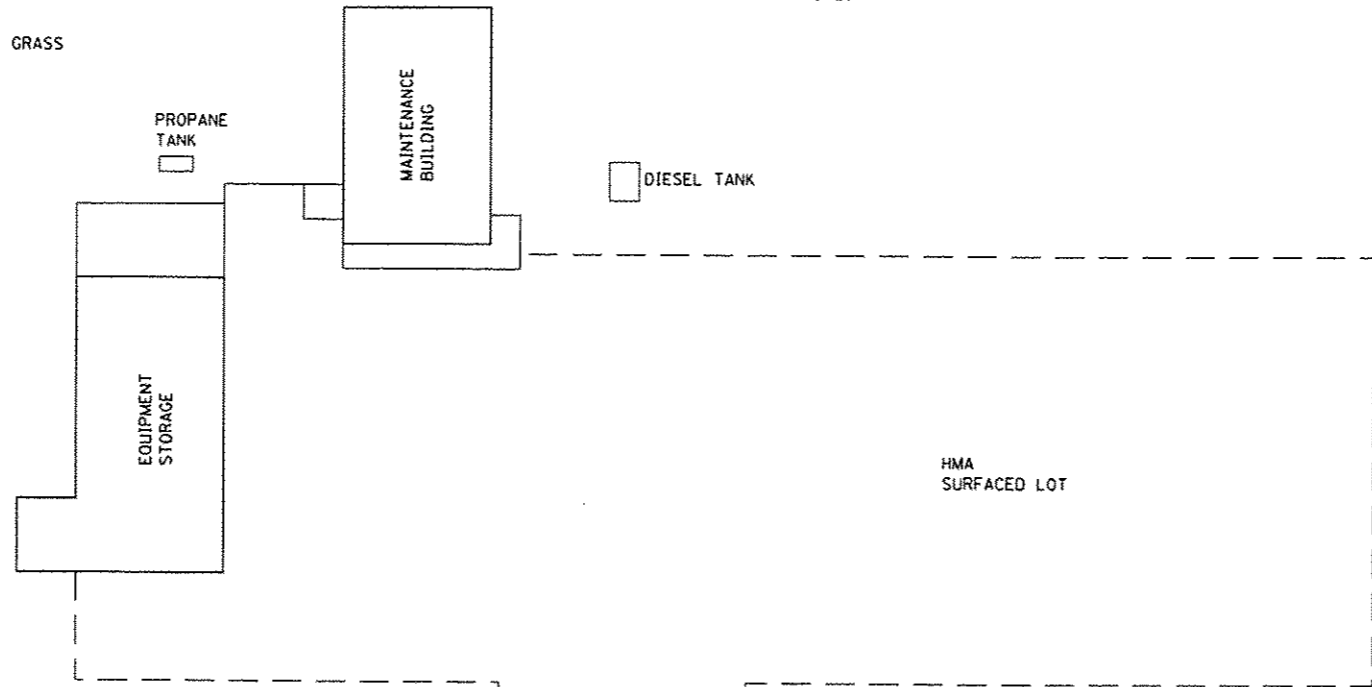 GRASS
PROPANE
TANK
MAINTENANCE
BUILDING
DIESEL TANK
EQUIPMENT
STORAGE
HMA
SURFACED LOT